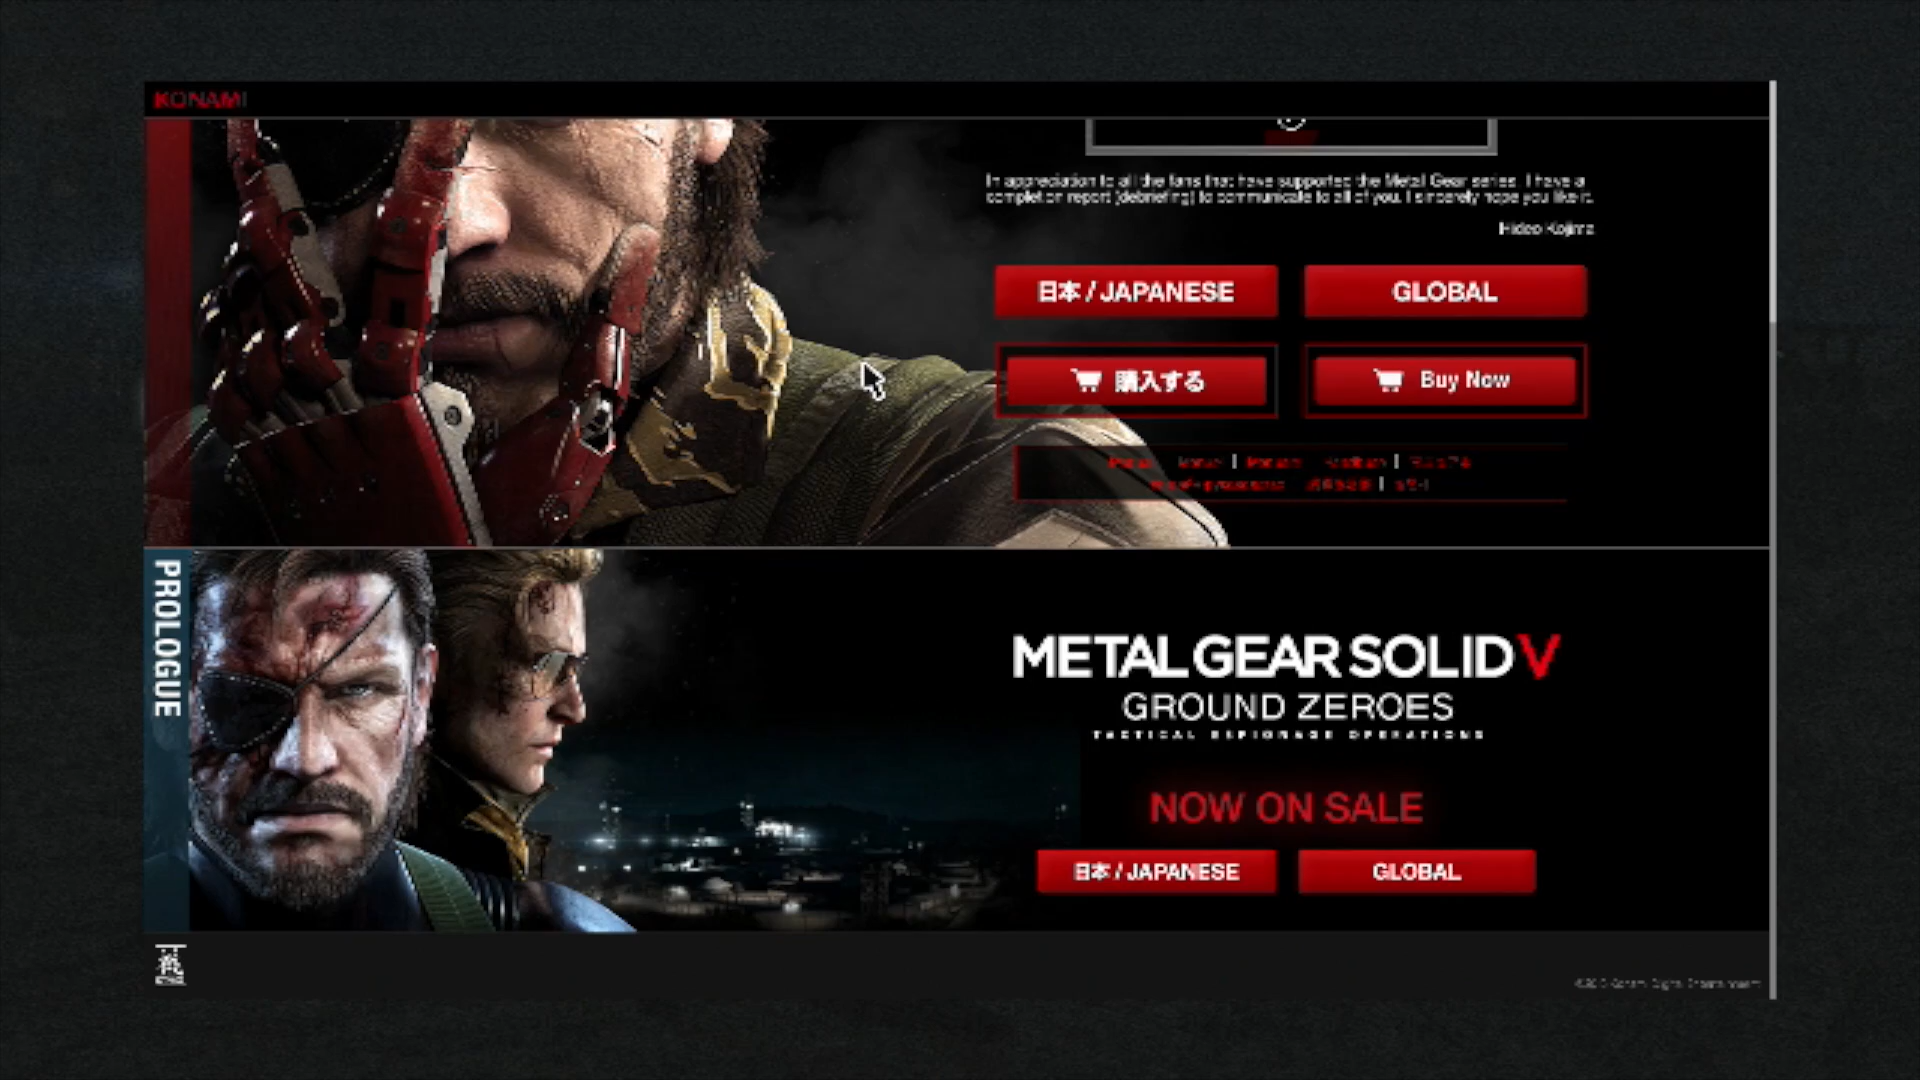 KONAMI
In appreciation to all the fans that have supported the Metal Gear series, I have a
completion report (debriefing) to communicate to all of you. I sincerely hope you like it.
Hideo Kojima
日本 / JAPANESE
GLOBAL
購入する
Buy Now
PROLOGUE
METAL GEAR SOLID V
GROUND ZEROES
TACTICAL ESPIONAGE OPERATIONS
NOW ON SALE
日本 / JAPANESE
GLOBAL